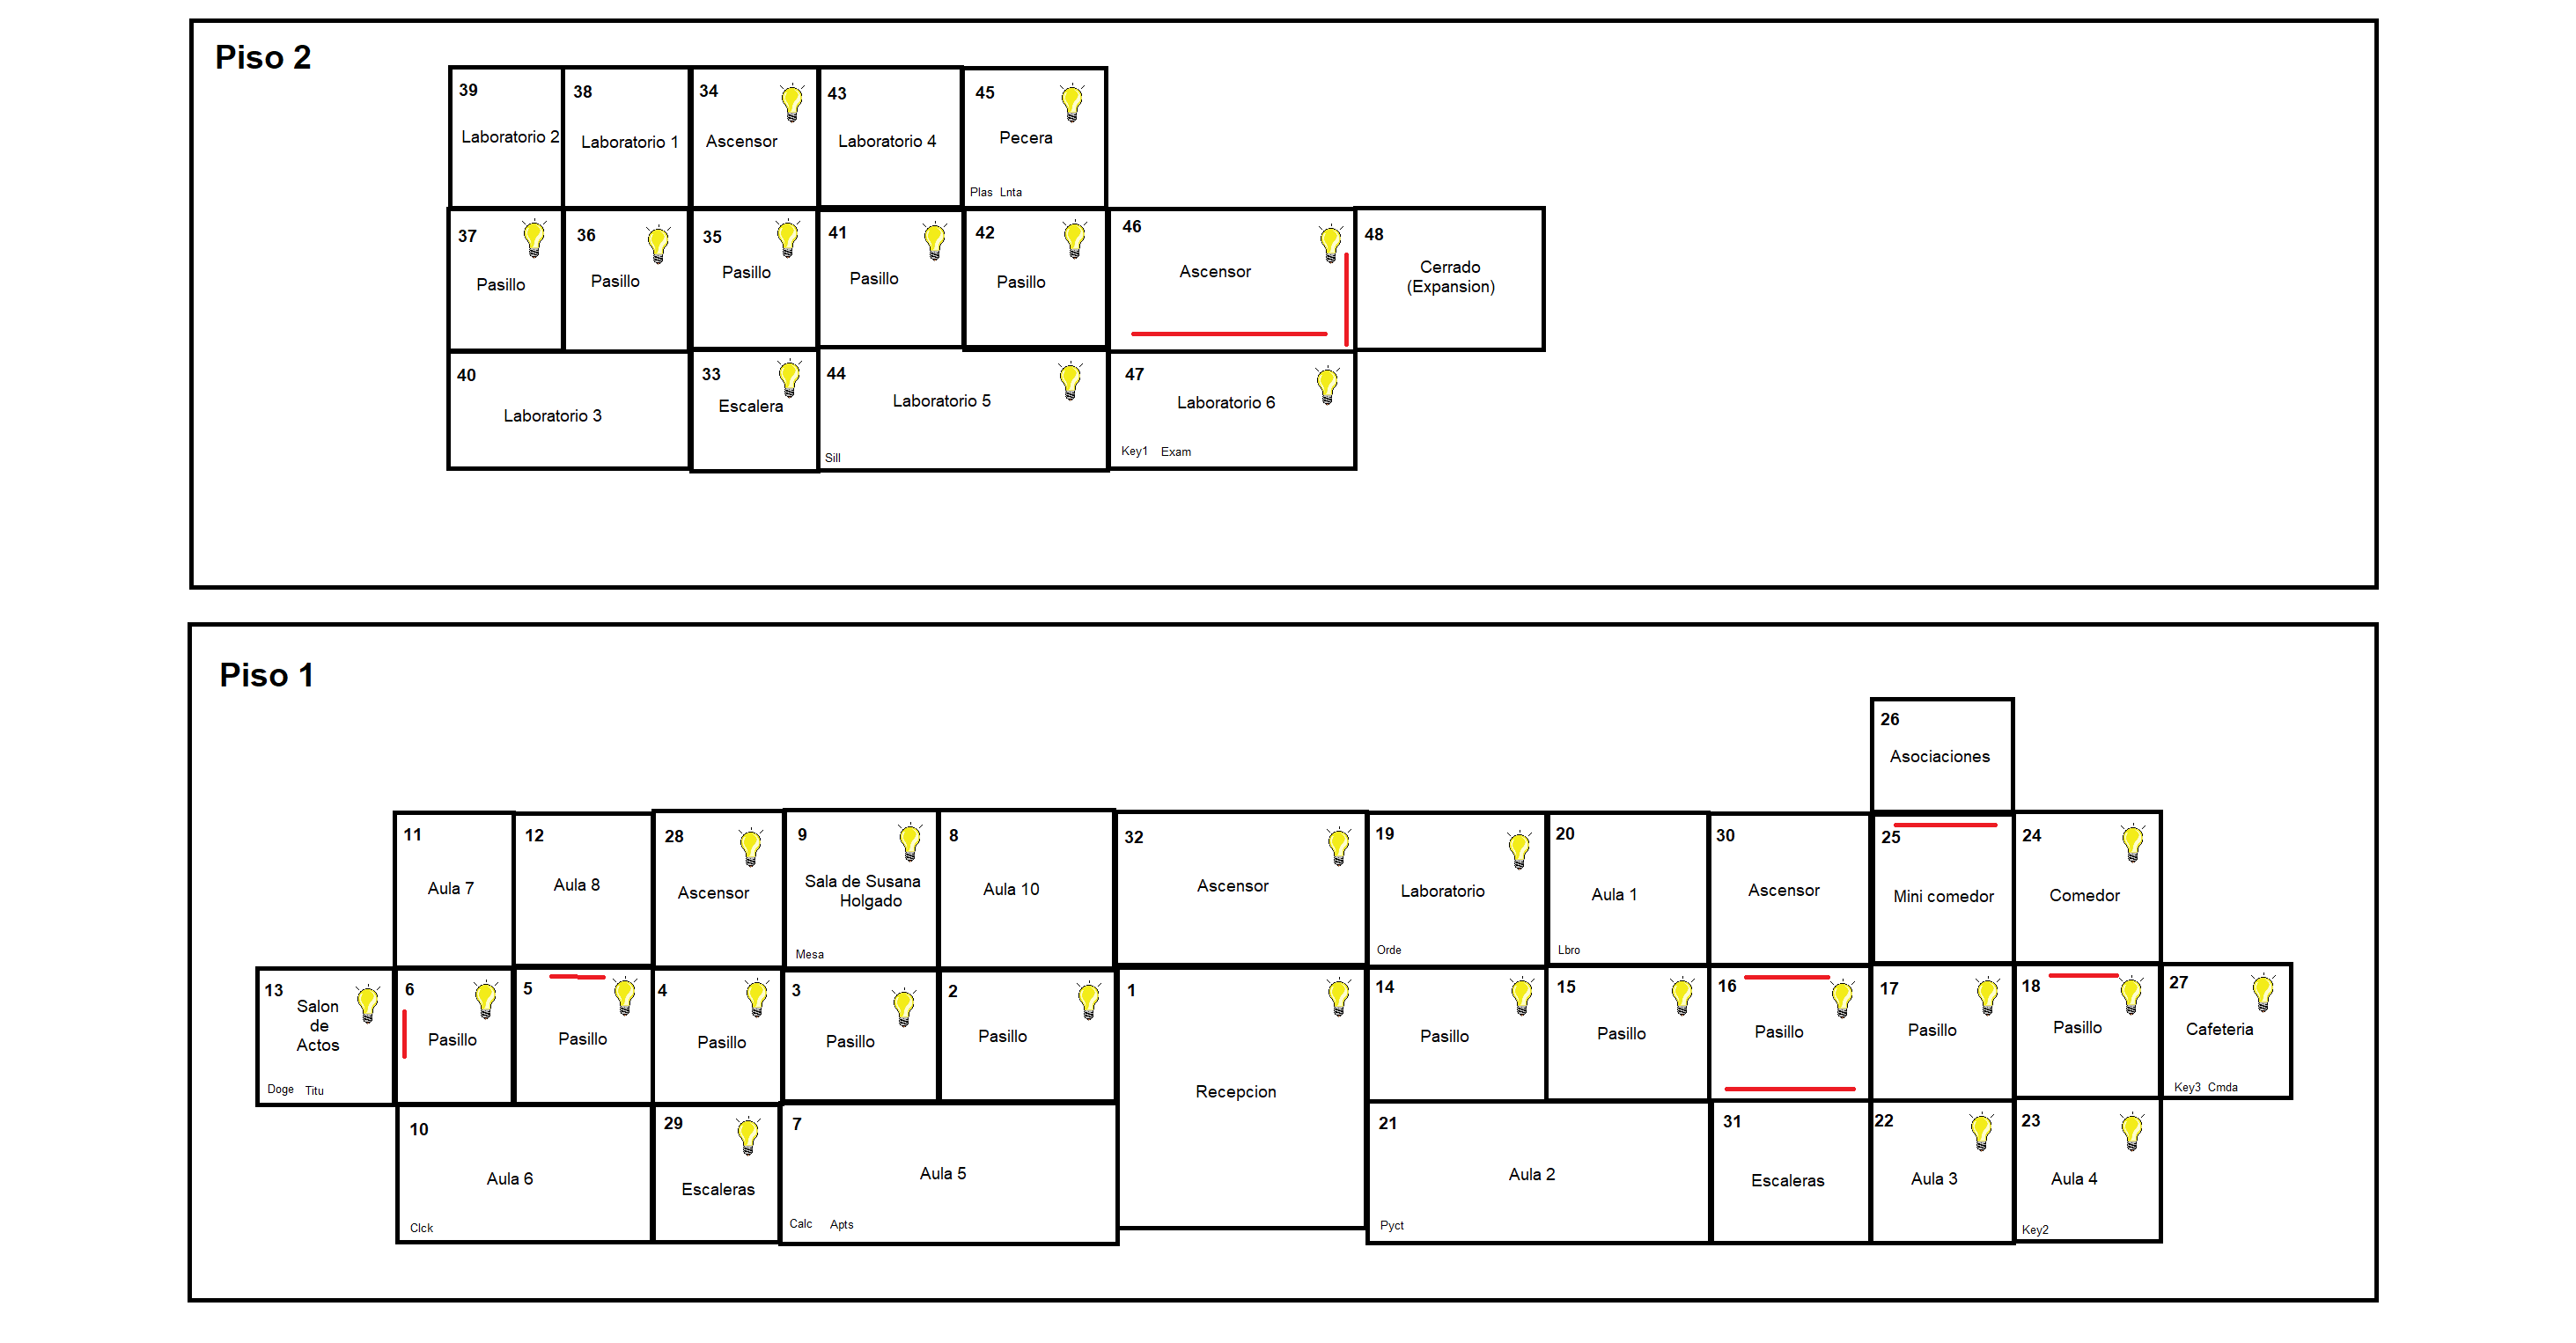 Piso 2
39
Laboratorio 2
38
Laboratorio 1
34
Ascensor
43
Laboratorio 4
45
Pecera
Plas Lnta
37
Pasillo
36
Pasillo
35
Pasillo
41
Pasillo
42
Pasillo
46
Ascensor
48
Cerrado
(Expansion)
40
Laboratorio 3
33
Escalera
44
Laboratorio 5
Sill
47
Laboratorio 6
Key1 Exam
Piso 1
26
Asociaciones
11
Aula 7
12
Aula 8
28
Ascensor
9
Sala de Susana
Holgado
Mesa
8
Aula 10
32
Ascensor
19
Laboratorio
Orde
20
Aula 1
Lbro
30
Ascensor
25
Mini comedor
24
Comedor
13
Salon
de
Actos
Doge Titu
6
Pasillo
5
Pasillo
4
Pasillo
3
Pasillo
2
Pasillo
1
Recepcion
14
Pasillo
15
Pasillo
16
Pasillo
17
Pasillo
18
Pasillo
27
Cafeteria
Key3 Cmda
10
Aula 6
Clck
29
Escaleras
7
Aula 5
Calc Apts
21
Aula 2
Pyct
31
Escaleras
22
Aula 3
23
Aula 4
Key2